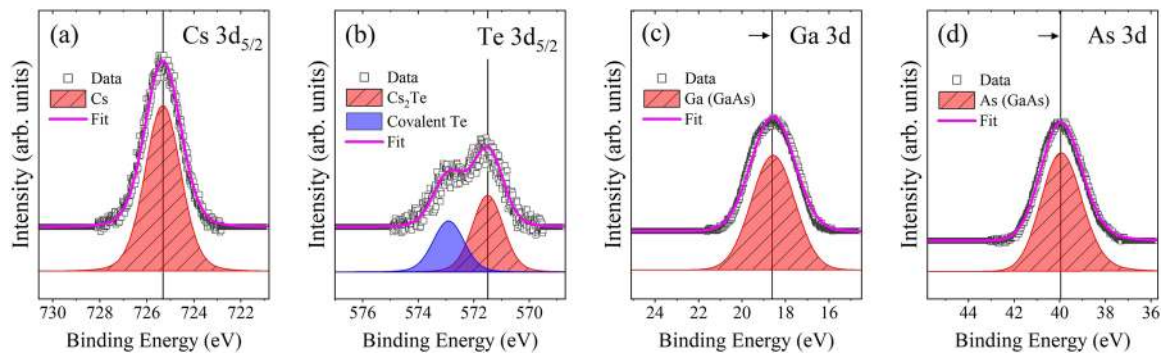 (a) Cs 3d5/2
Data
Cs
Fit
Intensity (arb. units)
730 728 726 724 722
Binding Energy (eV)
(b) Te 3d5/2
Data
Cs2Te
Covalent Te
Fit
Intensity (arb. units)
576 574 572 570
Binding Energy (eV)
(c) Ga 3d
Data
Ga (GaAs)
Fit
Intensity (arb. units)
25 22 20 18 16
Binding Energy (eV)
(d) As 3d
Data
As (GaAs)
Fit
Intensity (arb. units)
44 42 40 38 36
Binding Energy (eV)